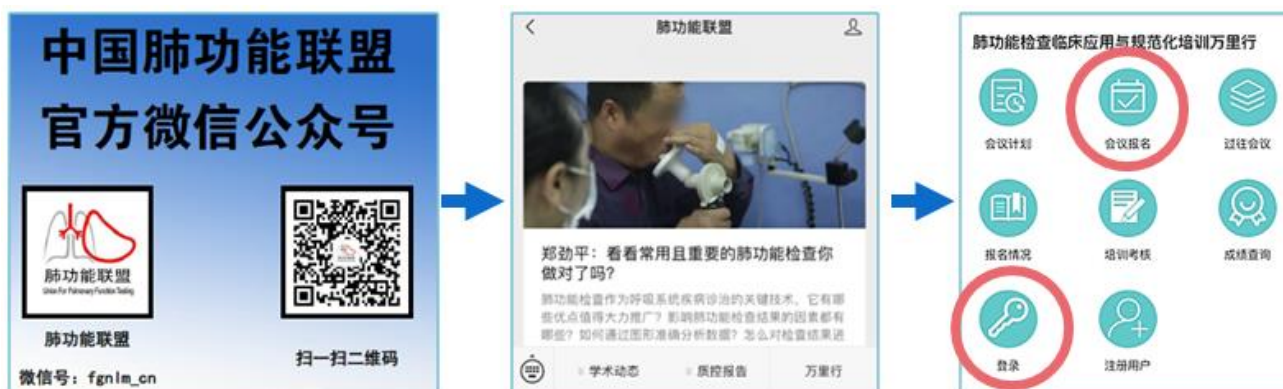 中国肺功能联盟
官方微信公众号
肺功能联盟
Union For Pulmonary Function Testing
肺功能联盟
扫一扫二维码
微信号：fgnlm_cn
肺功能联盟
郑劲平：看看常用且重要的肺功能检查你
做对了吗？
肺功能检查作为呼吸系统疾病诊治的关键技术，它有哪
些优点值得大力推广？影响肺功能检查结果的因素都有
哪些？如何通过图形准确分析数据？怎么对检查结果进
学术动态
质控报告
万里行
肺功能检查临床应用与规范化培训万里行
会议计划
会议报名
过往会议
报名情况
培训考核
成绩查询
登录
注册用户